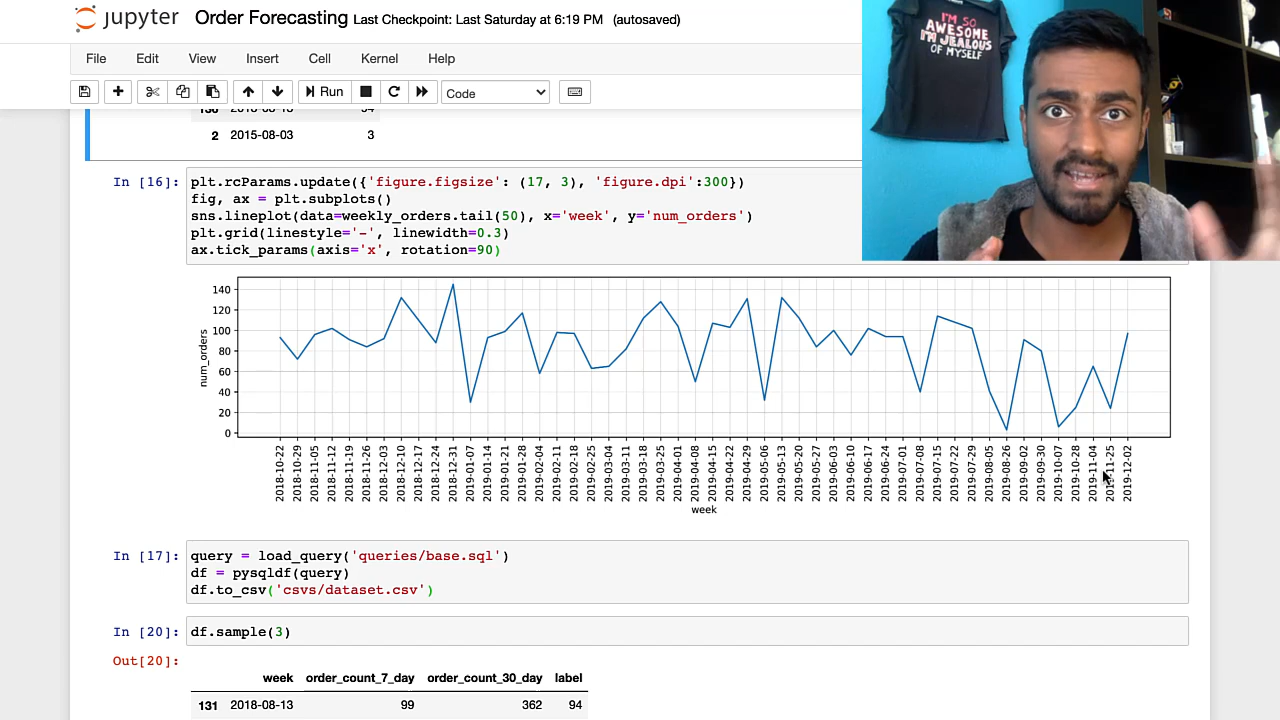 jupyter Order Forecasting Last Checkpoint: Last Saturday at 6:19 PM (autosaved)
File Edit View Insert Cell Kernel Help
Run Code
2 2015-08-03 3
In [16]: plt.rcParams.update({'figure.figsize': (17, 3), 'figure.dpi':300})
fig, ax = plt.subplots()
sns.lineplot(data=weekly_orders.tail(50), x='week', y='num_orders')
plt.grid(linestyle='-', linewidth=0.3)
ax.tick_params(axis='x', rotation=90)
I'M SO
AWESOME
I'M JEALOUS
OF MYSELF
140
120
100
80
60
40
20
0
num_orders
2018-10-22
2018-10-29
2018-11-05
2018-11-12
2018-11-19
2018-11-26
2018-12-03
2018-12-10
2018-12-17
2018-12-24
2018-12-31
2019-01-07
2019-01-14
2019-01-21
2019-01-28
2019-02-04
2019-02-11
2019-02-18
2019-02-25
2019-03-04
2019-03-11
2019-03-18
2019-03-25
2019-04-01
2019-04-08
2019-04-15
2019-04-22
2019-04-29
2019-05-06
2019-05-13
2019-05-20
2019-05-27
2019-06-03
2019-06-10
2019-06-17
2019-06-24
2019-07-01
2019-07-08
2019-07-15
2019-07-22
2019-07-29
2019-08-05
2019-08-26
2019-09-02
2019-09-30
2019-10-07
2019-10-28
2019-11-04
2019-11-25
2019-12-02
week
In [17]: query = load_query('queries/base.sql')
df = pysqldf(query)
df.to_csv('csvs/dataset.csv')
In [20]: df.sample(3)
Out[20]:
week order_count_7_day order_count_30_day label
131 2018-08-13 99 362 94